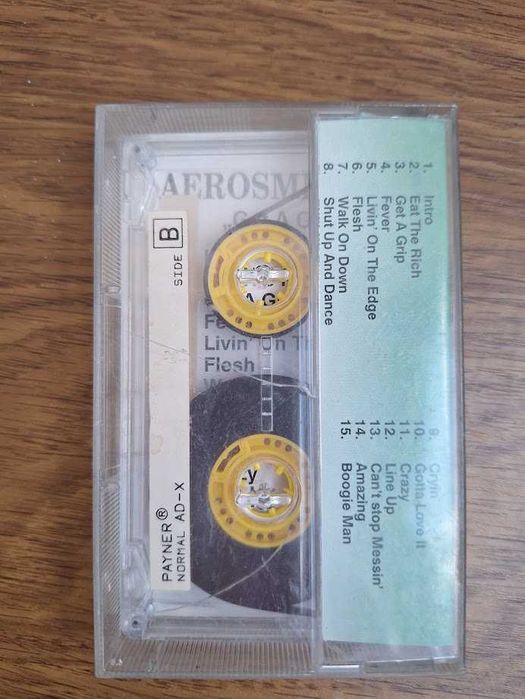 1. Intro
2. Eat The Rich
3. Get A Grip
4. Fever
5. Livin' On The Edge
6. Flesh
7. Walk On Down
8. Shut Up And Dance
9. Cryin'
10. Gotta Love It
11. Crazy
12. Line Up
13. Can't stop Messin'
14. Amazing
15. Boogie Man
AEROSMI
SIDE B
PAYNER®
NORMAL AD-X
Livin' On Th
Flesh